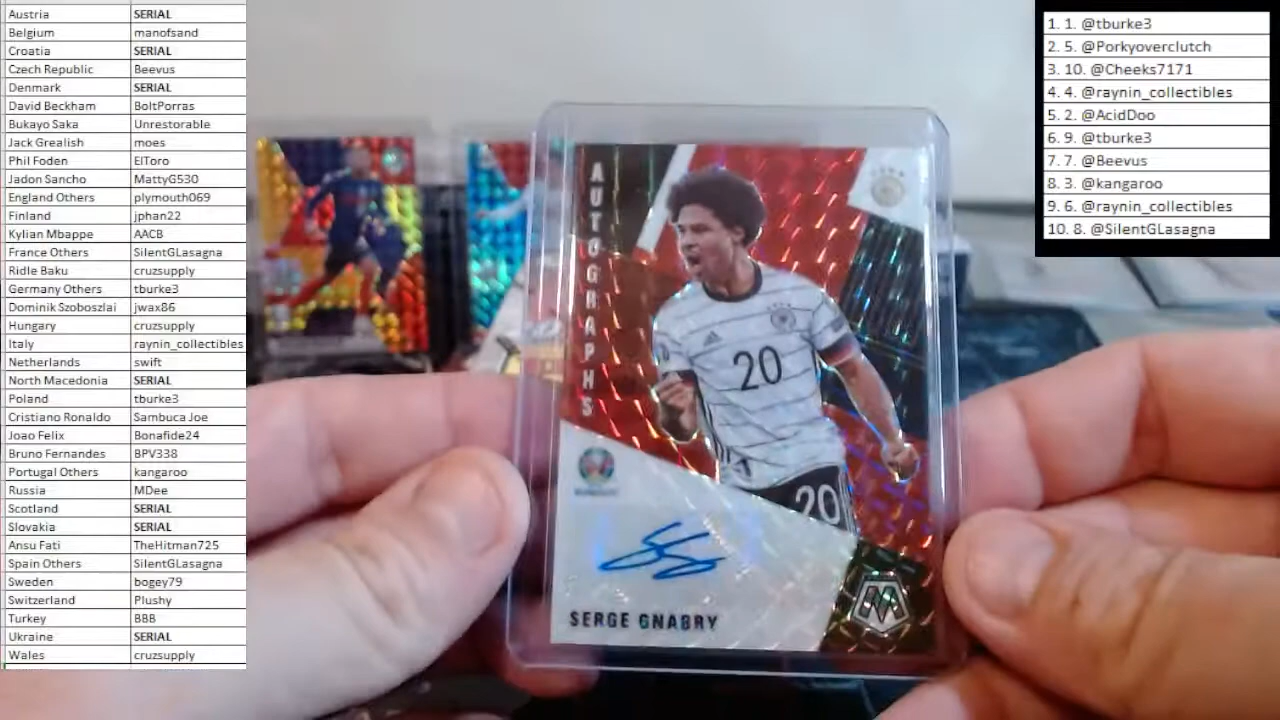 Austria SERIAL
Belgium manofsand
Croatia SERIAL
Czech Republic Beevus
Denmark SERIAL
David Beckham BoltPorras
Bukayo Saka Unrestorable
Jack Grealish moes
Phil Foden ElToro
Jadon Sancho MattyG530
England Others plymouth069
Finland jphan22
Kylian Mbappe AACB
France Others SilentGLasagna
Ridle Baku cruzsupply
Germany Others tburke3
Dominik Szoboszlai jwax86
Hungary cruzsupply
Italy raynin_collectibles
Netherlands swift
North Macedonia SERIAL
Poland tburke3
Cristiano Ronaldo Sambuca Joe
Joao Felix Bonafide24
Bruno Fernandes BPV338
Portugal Others kangaroo
Russia MDee
Scotland SERIAL
Slovakia SERIAL
Ansu Fati TheHitman725
Spain Others SilentGLasagna
Sweden bogey79
Switzerland Plushy
Turkey BBB
Ukraine SERIAL
Wales cruzsupply
AUTOGRAPHS
20
20
SERGE GNABRY
1. 1. @tburke3
2. 5. @Porkyoverclutch
3. 10. @Cheeks7171
4. 4. @raynin_collectibles
5. 2. @AcidDoo
6. 9. @tburke3
7. 7. @Beevus
8. 3. @kangaroo
9. 6. @raynin_collectibles
10. 8. @SilentGLasagna